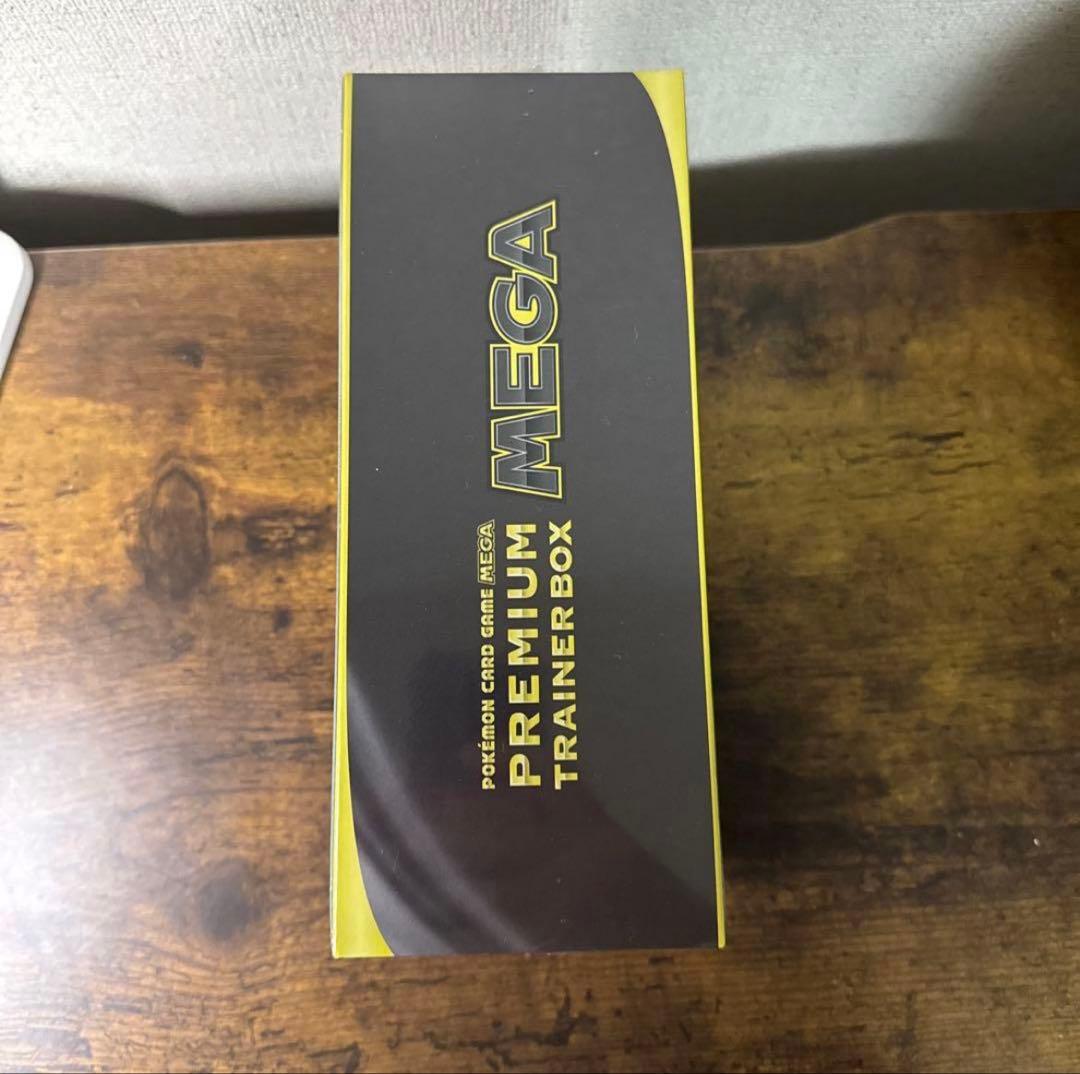 POKÉMON CARD GAME MEGA
PREMIUM
TRAINER BOX
MEGA